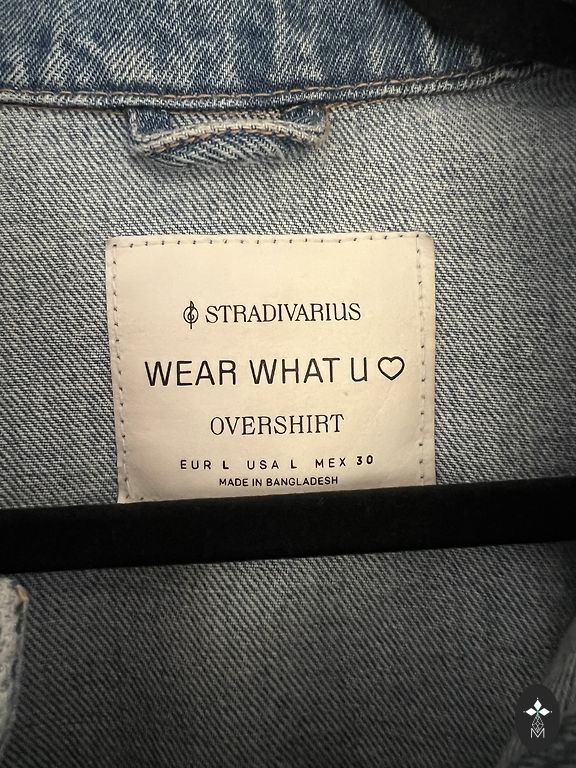 STRADIVARIUS
WEAR WHAT U ♡
OVERSHIRT
EUR L USA L MEX 30
MADE IN BANGLADESH
M